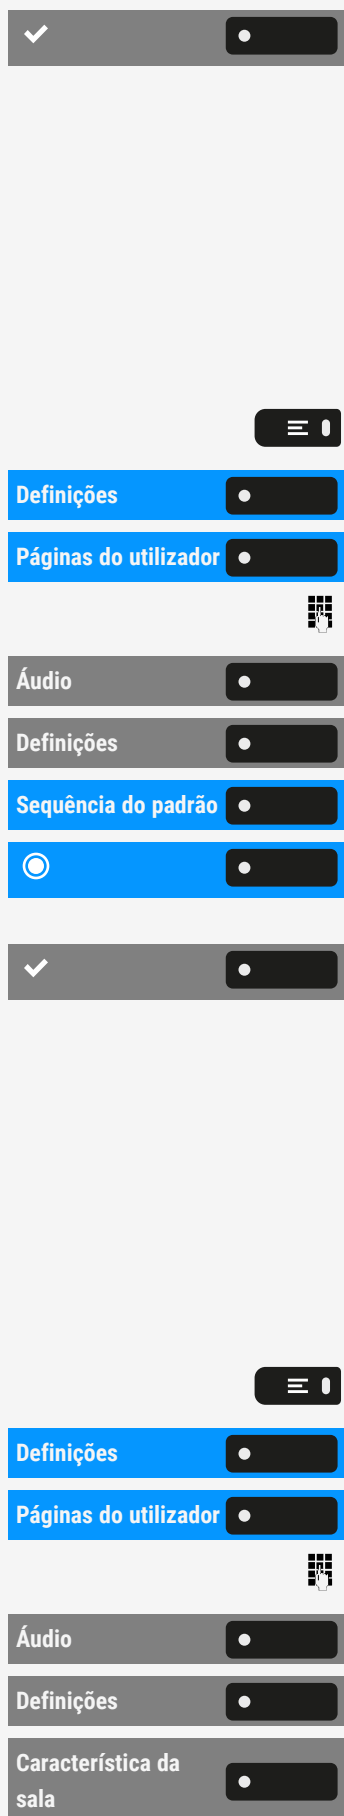 Definições
Páginas do utilizador
Áudio
Definições
Sequência do padrão
Definições
Páginas do utilizador
Áudio
Definições
Característica da
sala